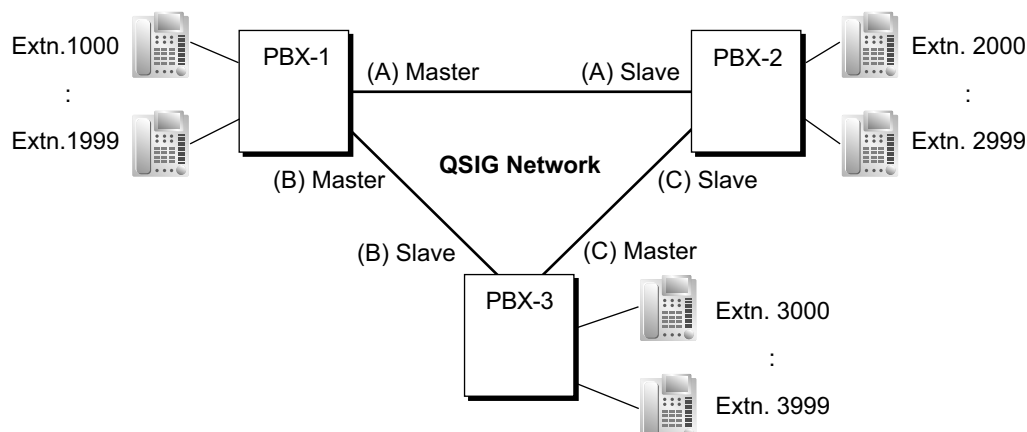 Extn.1000
:
Extn.1999
PBX-1
(A) Master
(A) Slave
PBX-2
Extn. 2000
:
Extn. 2999
QSIG Network
(B) Master
(C) Slave
(B) Slave
(C) Master
PBX-3
Extn. 3000
:
Extn. 3999